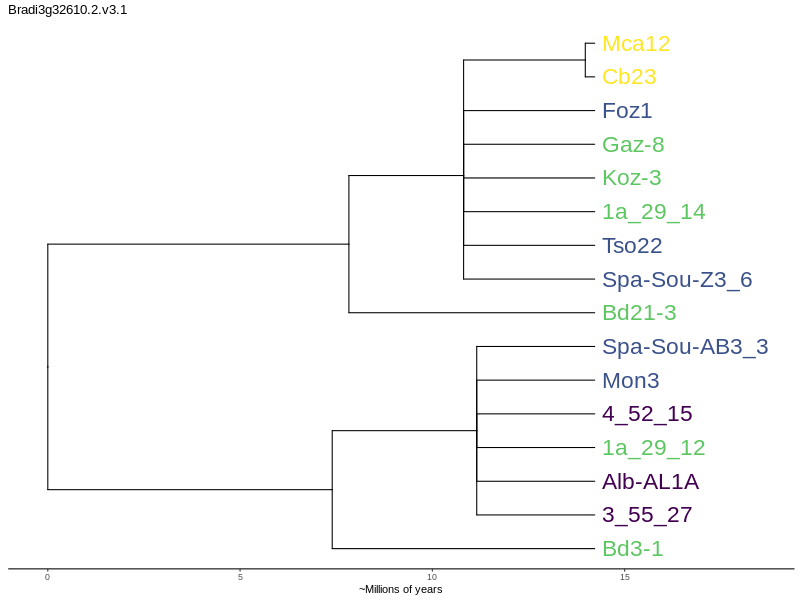 Bradi3g32610.2.v3.1
Mca12
Cb23
Foz1
Gaz-8
Koz-3
1a_29_14
Tso22
Spa-Sou-Z3_6
Bd21-3
Spa-Sou-AB3_3
Mon3
4_52_15
1a_29_12
Alb-AL1A
3_55_27
Bd3-1
0 5 10 15
~Millions of years